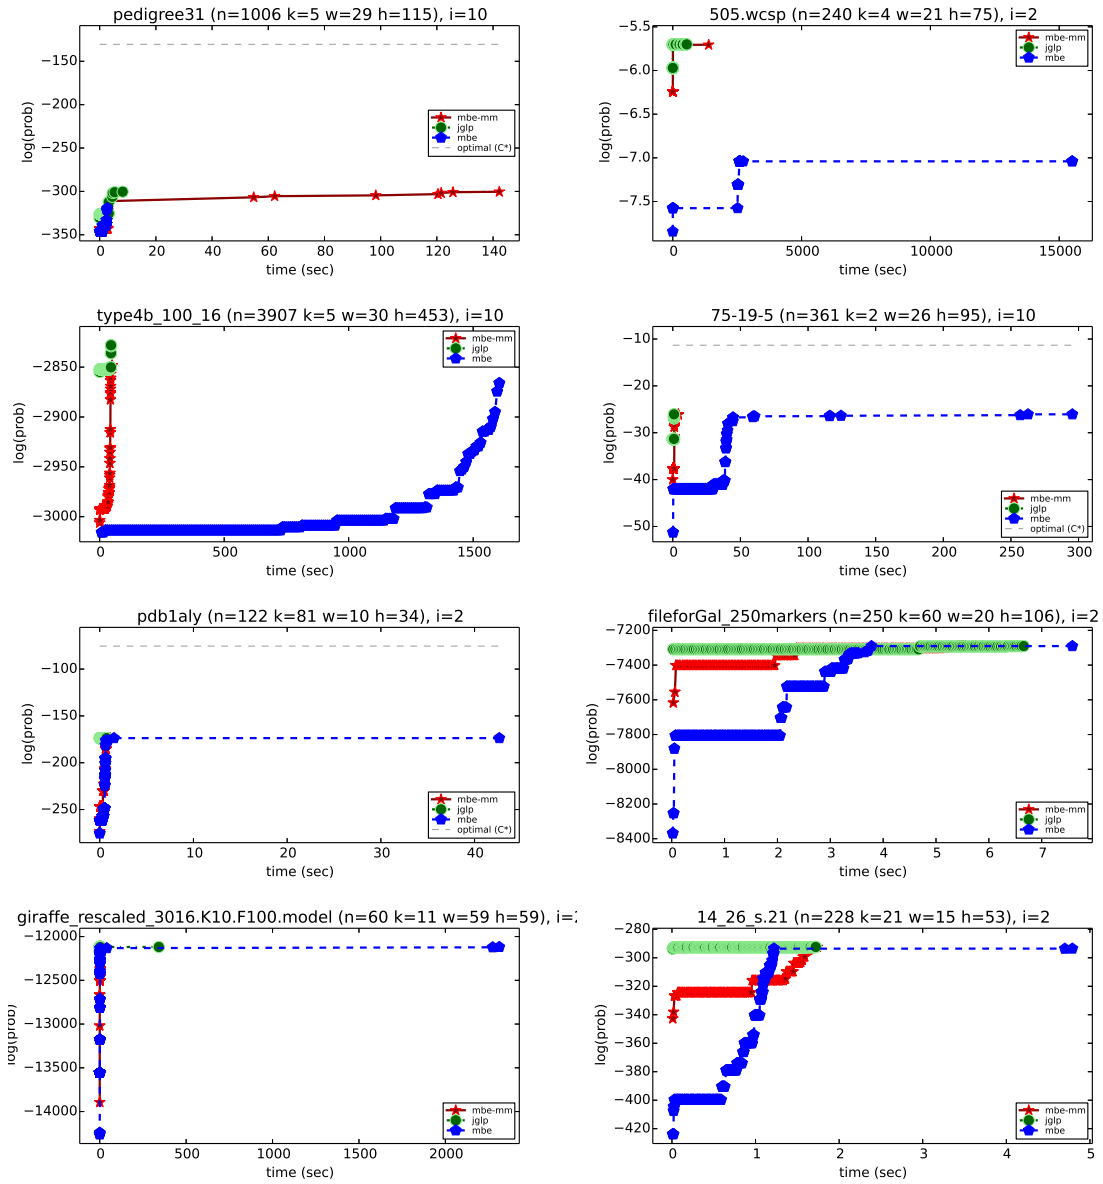 pedigree31 (n=1006 k=5 w=29 h=115), i=10
log(prob)
−150
−200
−250
−300
−350
0 20 40 60 80 100 120 140
time (sec)
mbe-mm
jglp
mbe
optimal (C*)
505.wcsp (n=240 k=4 w=21 h=75), i=2
log(prob)
−5.5
−6.0
−6.5
−7.0
−7.5
0 5000 10000 15000
time (sec)
mbe-mm
jglp
mbe
type4b_100_16 (n=3907 k=5 w=30 h=453), i=10
log(prob)
−2850
−2900
−2950
−3000
0 500 1000 1500
time (sec)
mbe-mm
jglp
mbe
75-19-5 (n=361 k=2 w=26 h=95), i=10
log(prob)
−10
−20
−30
−40
−50
0 50 100 150 200 250 300
time (sec)
mbe-mm
jglp
mbe
optimal (C*)
pdb1aly (n=122 k=81 w=10 h=34), i=2
log(prob)
−100
−150
−200
−250
0 10 20 30 40
time (sec)
mbe-mm
jglp
mbe
optimal (C*)
fileforGal_250markers (n=250 k=60 w=20 h=106), i=2
log(prob)
−7200
−7400
−7600
−7800
−8000
−8200
−8400
0 1 2 3 4 5 6 7
time (sec)
mbe-mm
jglp
mbe
giraffe_rescaled_3016.K10.F100.model (n=60 k=11 w=59 h=59), i=
log(prob)
−12000
−12500
−13000
−13500
−14000
0 500 1000 1500 2000
time (sec)
mbe-mm
jglp
mbe
14_26_s.21 (n=228 k=21 w=15 h=53), i=2
log(prob)
−280
−300
−320
−340
−360
−380
−400
−420
0 1 2 3 4 5
time (sec)
mbe-mm
jglp
mbe